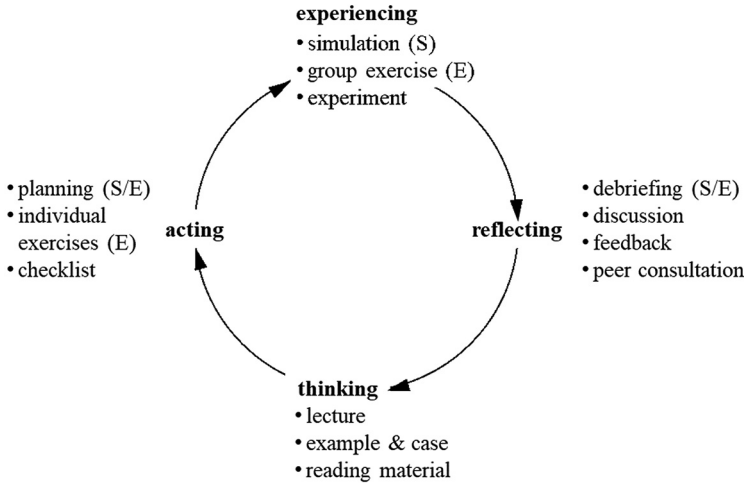 experiencing
• simulation (S)
• group exercise (E)
• experiment
• planning (S/E)
• individual
exercises (E)
• checklist
acting
reflecting
• debriefing (S/E)
• discussion
• feedback
• peer consultation
thinking
• lecture
• example & case
• reading material